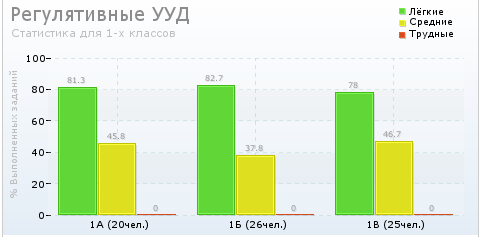 Регулятивные УУД
Статистика для 1-х классов
Лёгкие
Средние
Трудные
% Выполненных заданий
100
80
60
40
20
0
81.3
45.8
0
82.7
37.8
0
78
46.7
0
1А (20чел.)
1Б (26чел.)
1В (25чел.)